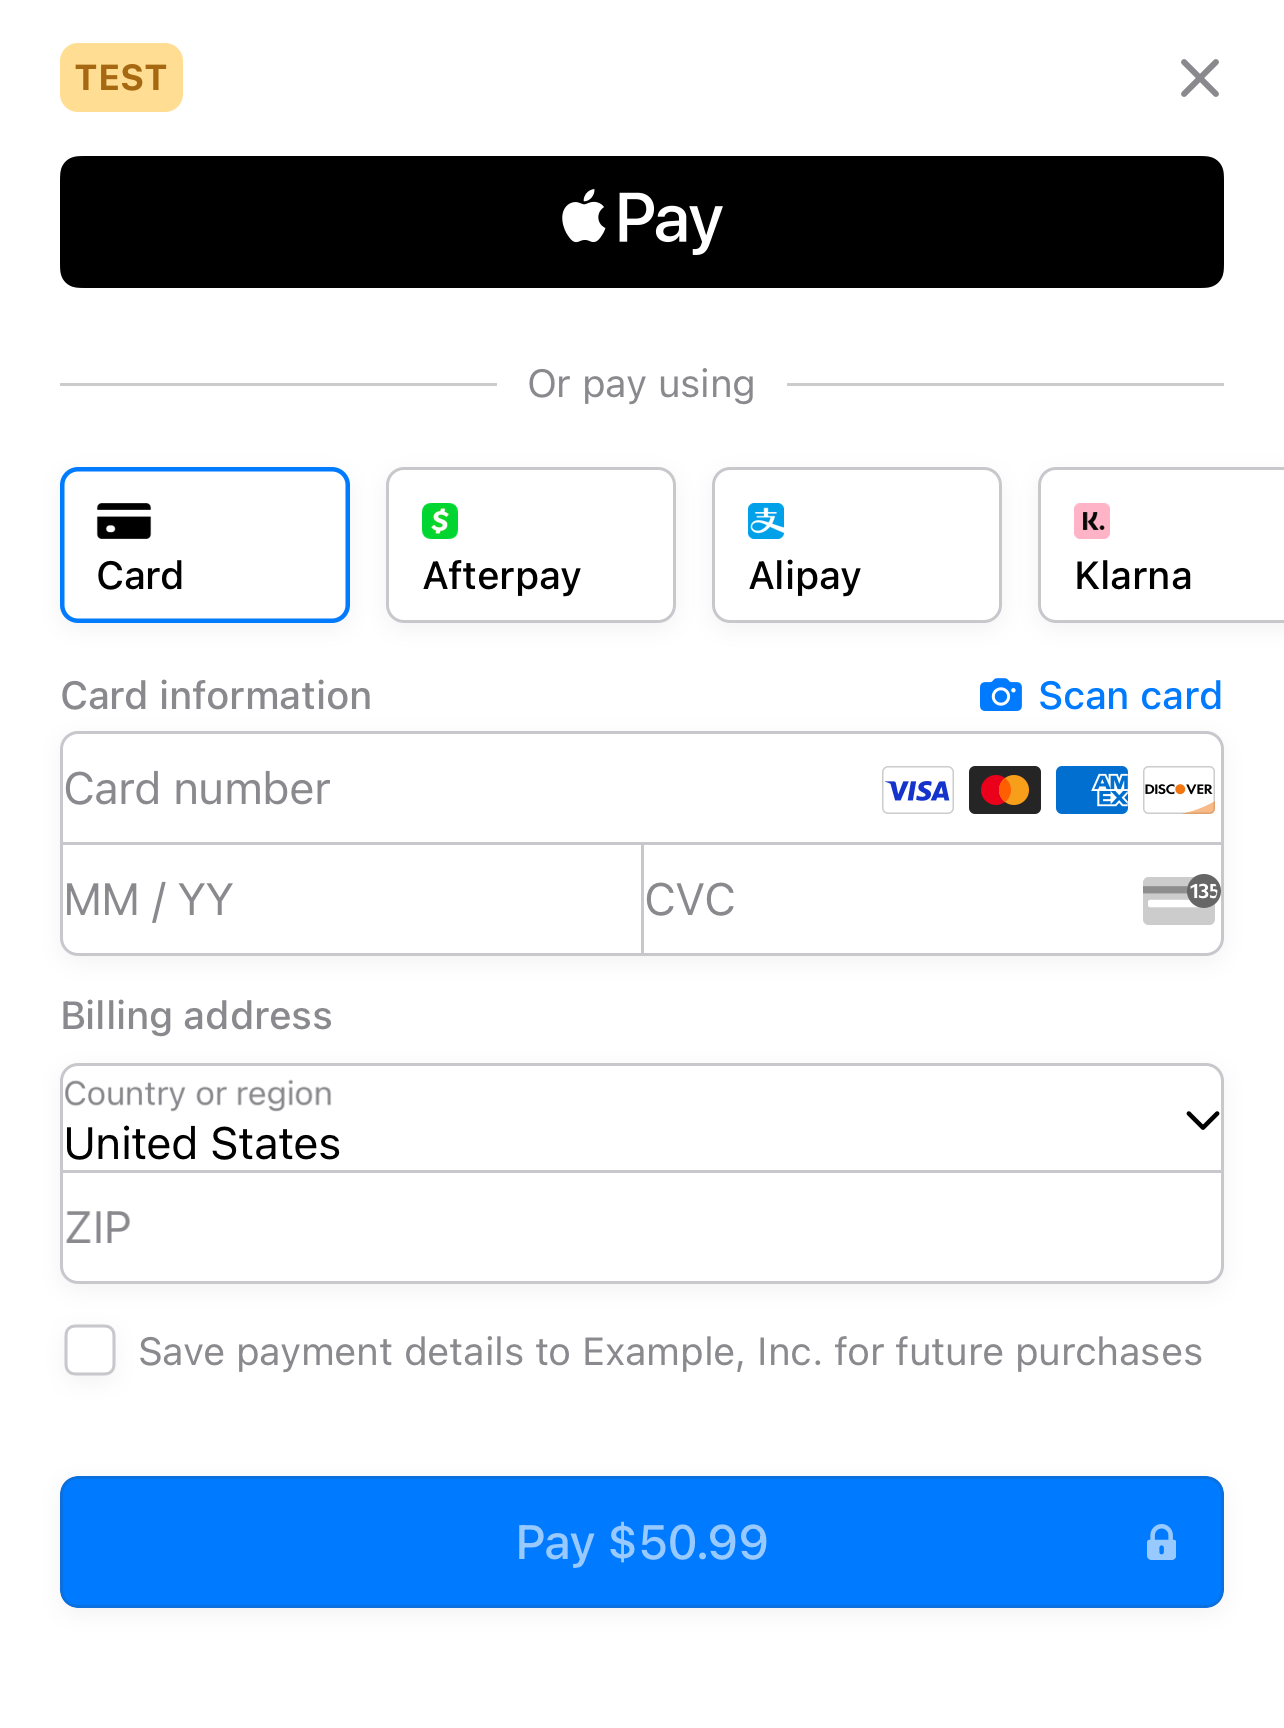 TEST
Pay
Or pay using
Card
Afterpay
Alipay
Klarna
Card information
Scan card
Card number
VISA
AM
EX
DISCOVER
MM / YY
CVC
135
Billing address
Country or region
United States
ZIP
Save payment details to Example, Inc. for future purchases
Pay $50.99